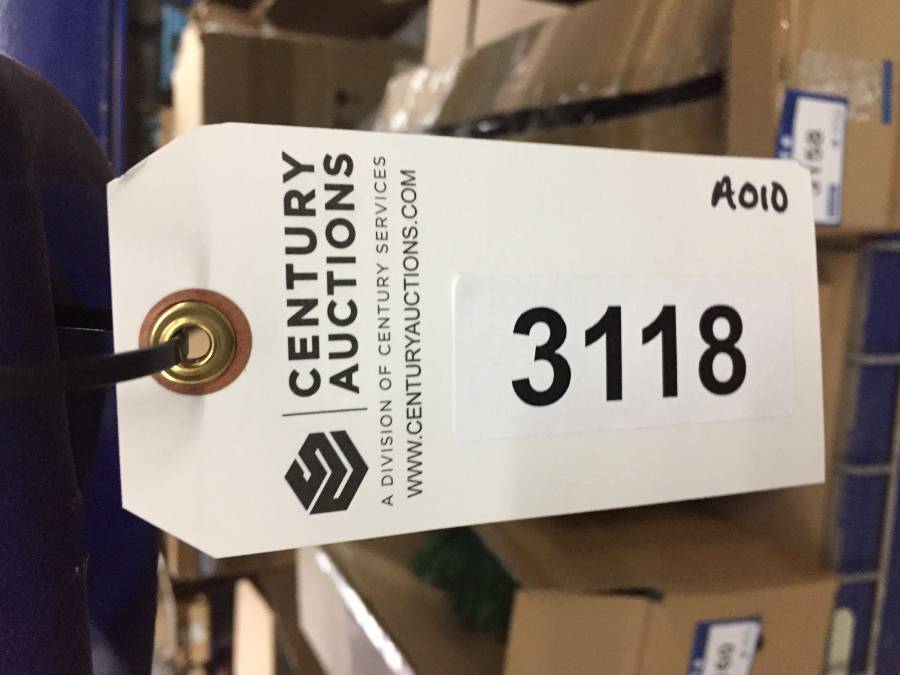 CENTURY
AUCTIONS
A DIVISION OF CENTURY SERVICES
WWW.CENTURYAUCTIONS.COM
3118
A010